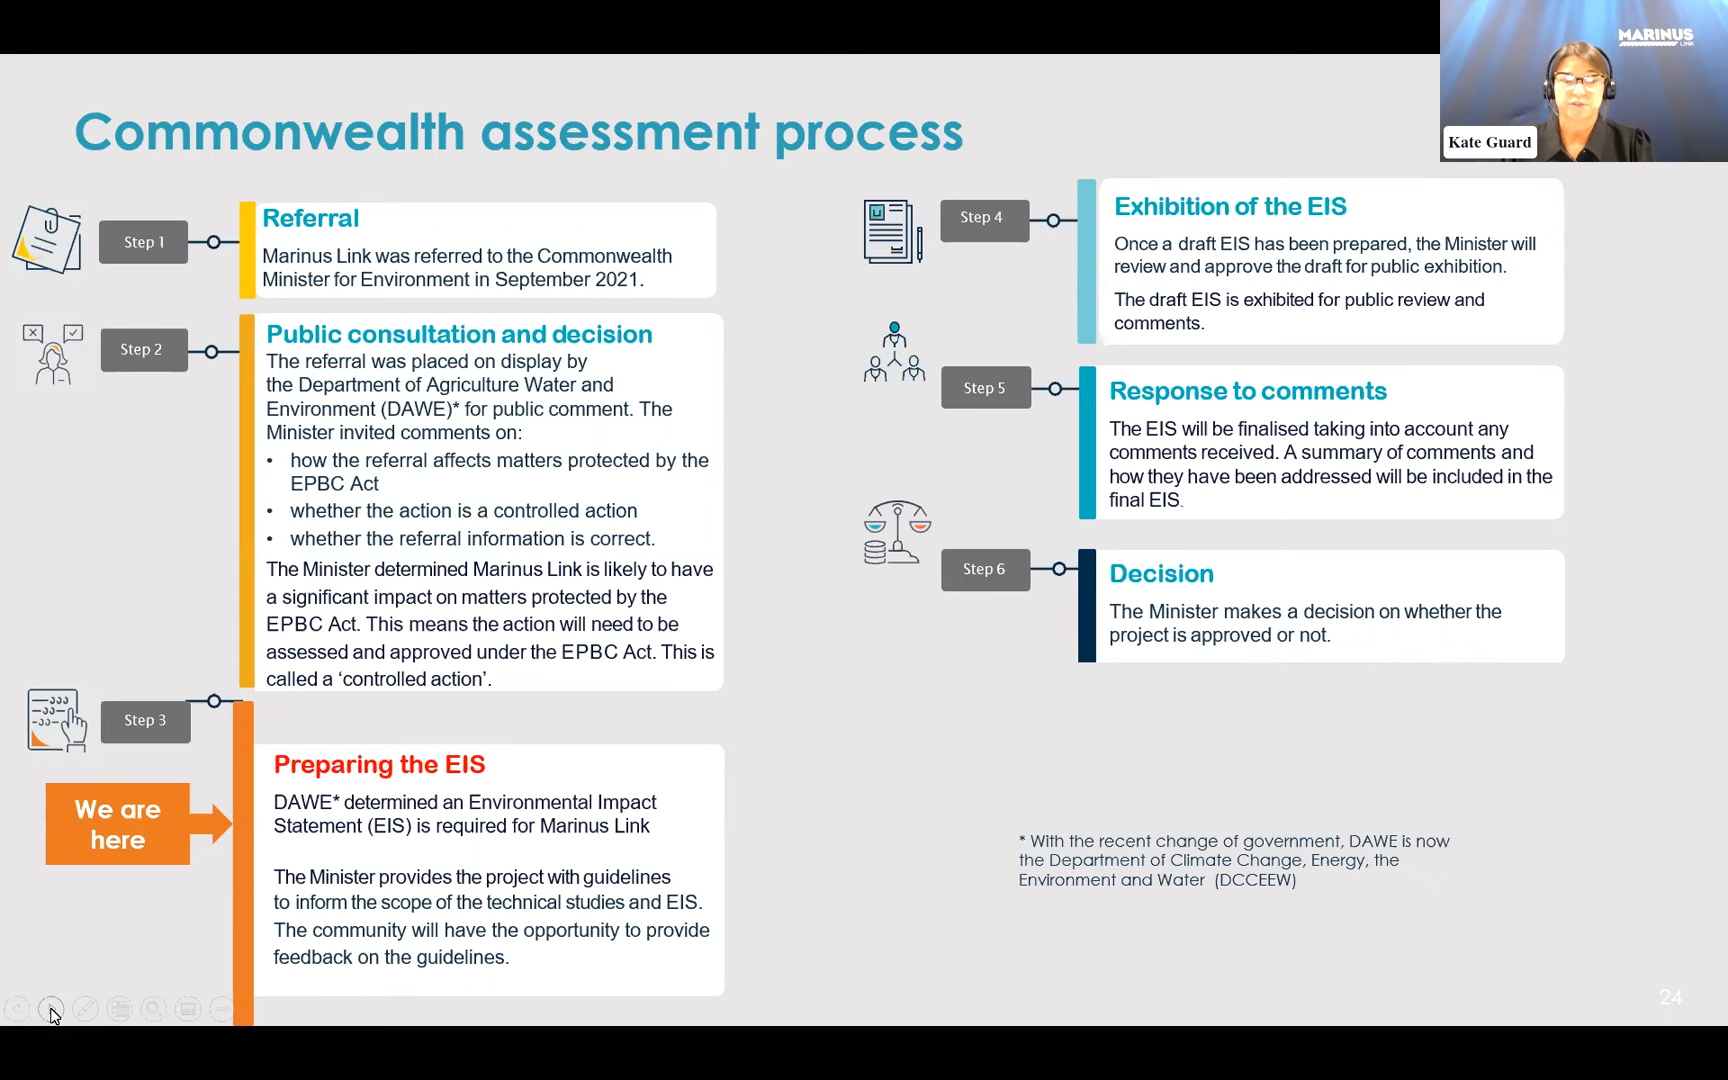 MARINUS
LINK
Kate Guard
Commonwealth assessment process
Step 1
Referral
Marinus Link was referred to the Commonwealth
Minister for Environment in September 2021.
Step 2
Public consultation and decision
The referral was placed on display by
the Department of Agriculture Water and
Environment (DAWE)* for public comment. The
Minister invited comments on:
• how the referral affects matters protected by the
EPBC Act
• whether the action is a controlled action
• whether the referral information is correct.
The Minister determined Marinus Link is likely to have
a significant impact on matters protected by the
EPBC Act. This means the action will need to be
assessed and approved under the EPBC Act. This is
called a ‘controlled action’.
Step 3
We are
here
Preparing the EIS
DAWE* determined an Environmental Impact
Statement (EIS) is required for Marinus Link
The Minister provides the project with guidelines
to inform the scope of the technical studies and EIS.
The community will have the opportunity to provide
feedback on the guidelines.
Step 4
Exhibition of the EIS
Once a draft EIS has been prepared, the Minister will
review and approve the draft for public exhibition.
The draft EIS is exhibited for public review and
comments.
Step 5
Response to comments
The EIS will be finalised taking into account any
comments received. A summary of comments and
how they have been addressed will be included in the
final EIS.
Step 6
Decision
The Minister makes a decision on whether the
project is approved or not.
* With the recent change of government, DAWE is now
the Department of Climate Change, Energy, the
Environment and Water (DCCEEW)
24